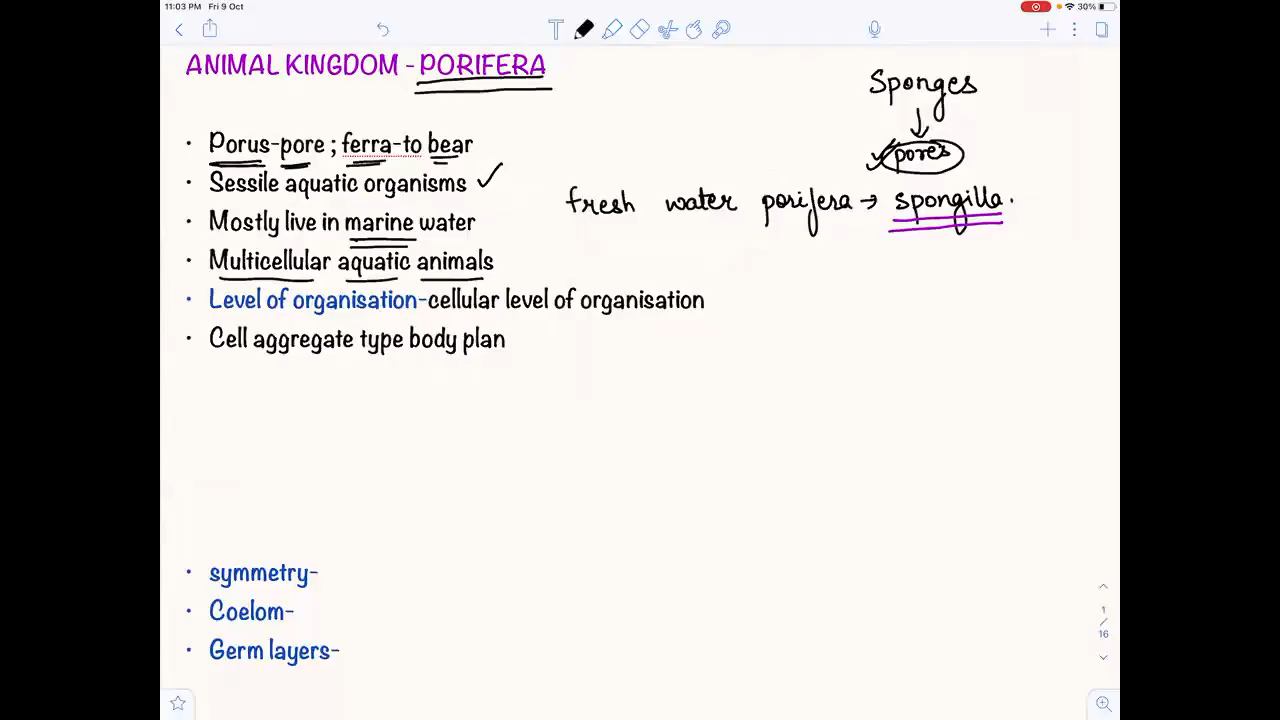 11:03 PM Fri 9 Oct
30%
ANIMAL KINGDOM - PORIFERA
Sponges
pores
• Porus-pore ; ferra-to bear
• Sessile aquatic organisms
fresh water porifera → spongilla.
• Mostly live in marine water
• Multicellular aquatic animals
• Level of organisation-cellular level of organisation
• Cell aggregate type body plan
• symmetry-
• Coelom-
• Germ layers-
1
/
16